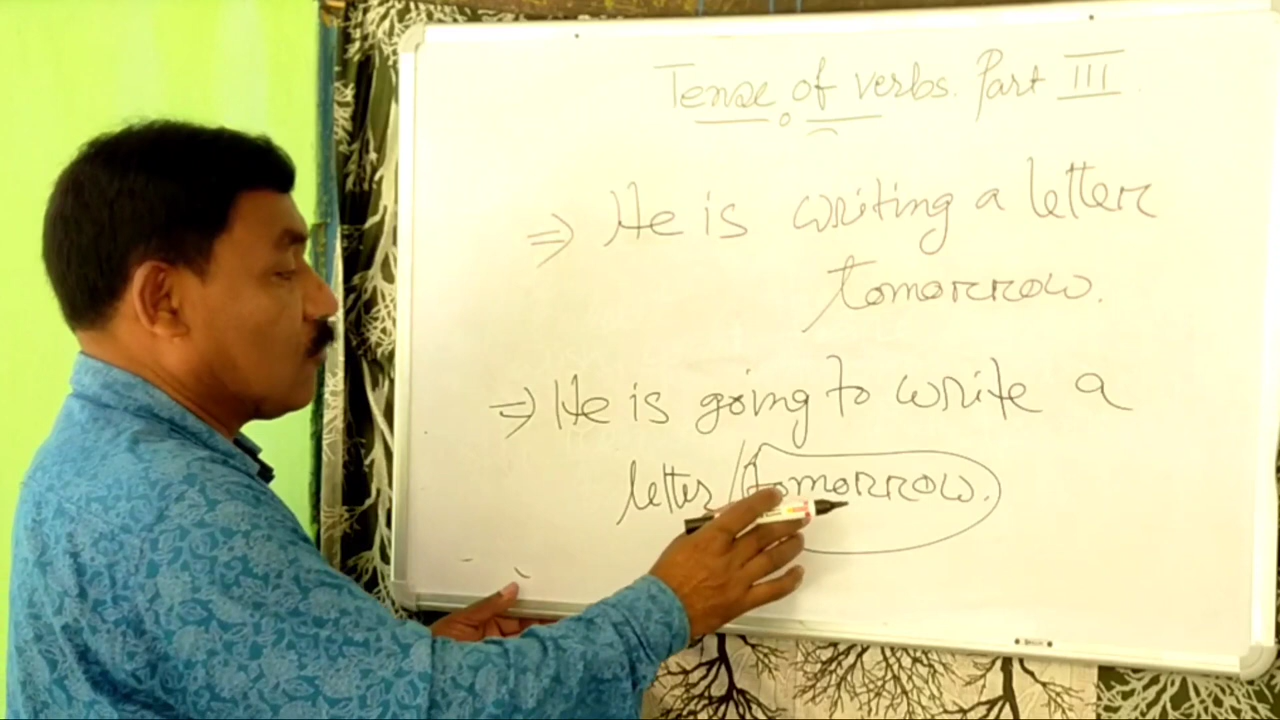 Tense of verbs. Part III
⇒ He is writing a letter
tomorrow.
⇒ He is going to write a
letter / tomorrow.